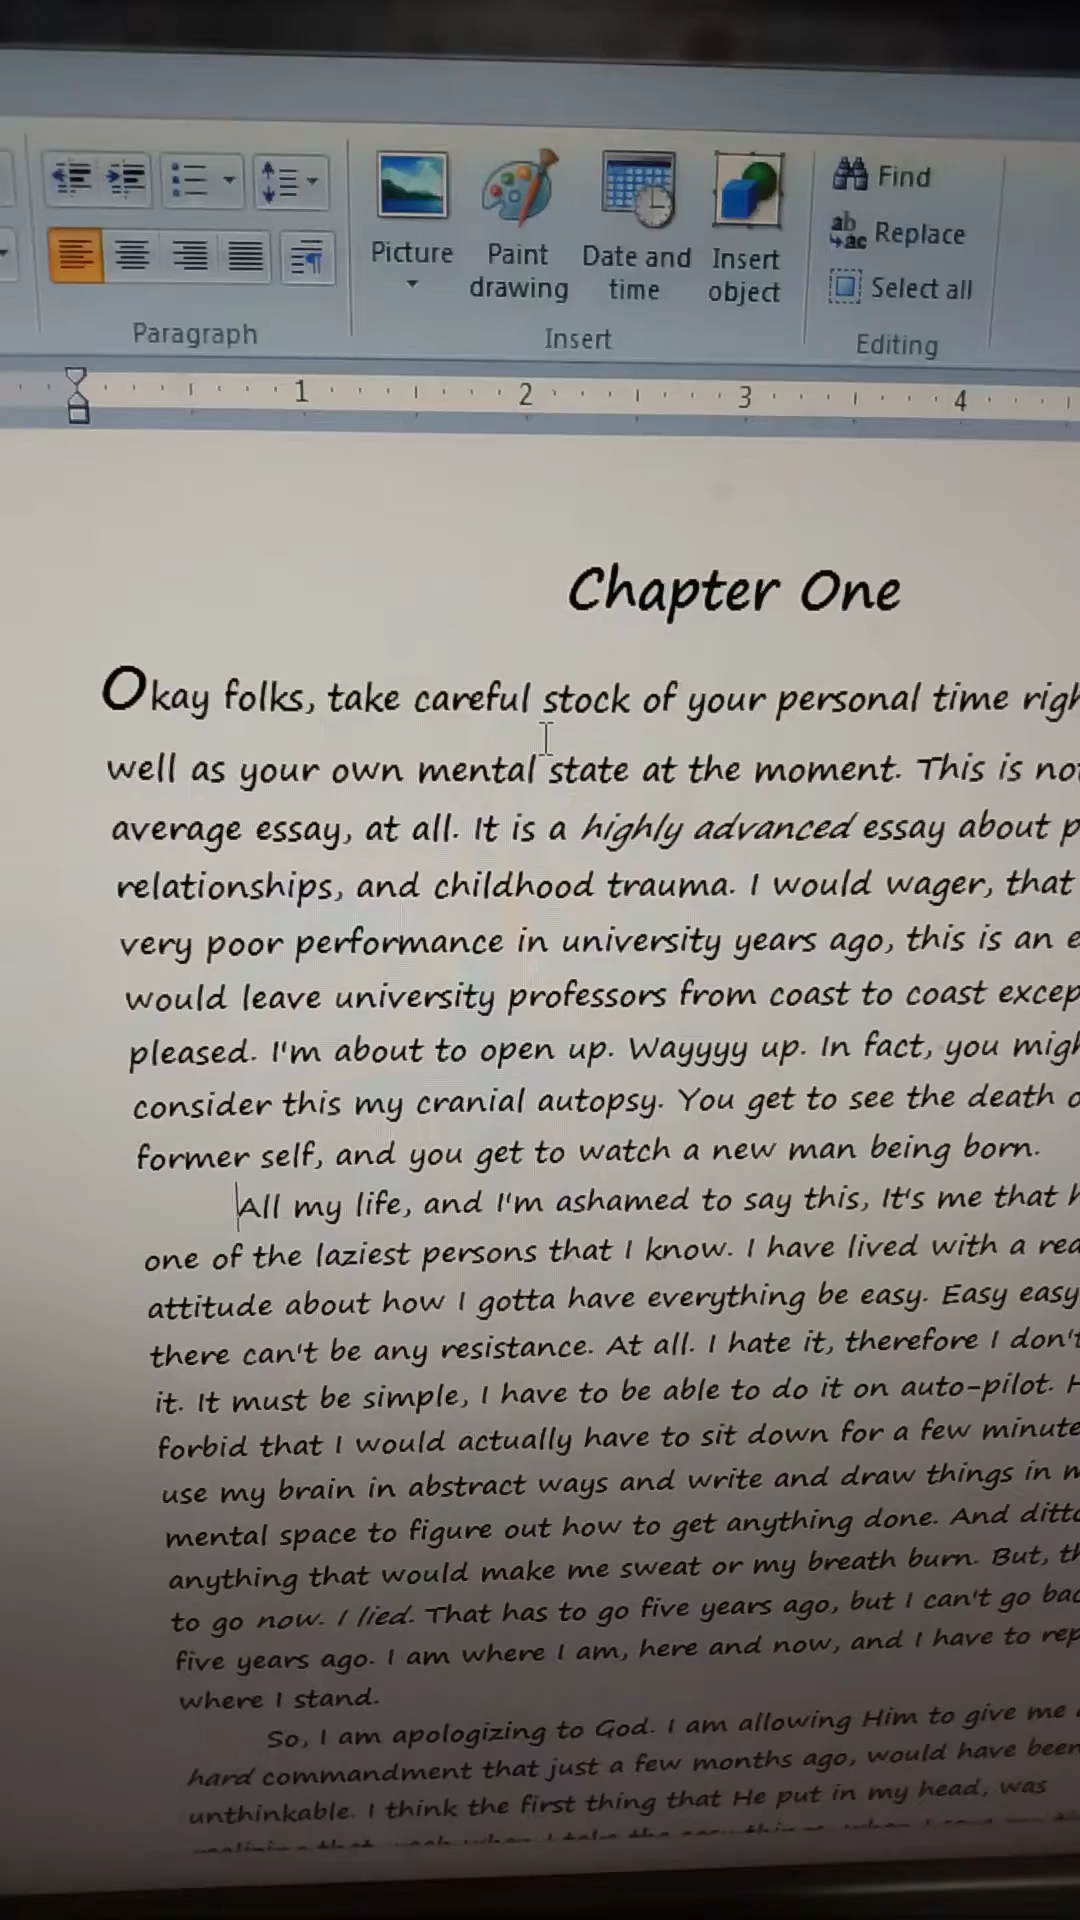 Picture
Paint drawing
Date and time
Insert object
Find
Replace
Select all
Paragraph
Insert
Editing
1 2 3 4
Chapter One
Okay folks, take careful stock of your personal time
well as your own mental state at the moment. This is
average essay, at all. It is a highly advanced essay about
relationships, and childhood trauma. I would wager, that
very poor performance in university years ago, this is an
would leave university professors from coast to coast
pleased. I'm about to open up. Wayyyy up. In fact, you
consider this my cranial autopsy. You get to see the death
former self, and you get to watch a new man being born.
All my life, and I'm ashamed to say this, It's me that
one of the laziest persons that I know. I have lived with a
attitude about how I gotta have everything be easy. Easy easy
there can't be any resistance. At all. I hate it, therefore I don't
it. It must be simple, I have to be able to do it on auto-pilot.
forbid that I would actually have to sit down for a few
use my brain in abstract ways and write and draw things in
mental space to figure out how to get anything done. And
anything that would make me sweat or my breath burn. But,
to go now. I lied. That has to go five years ago, but I can't go
five years ago. I am where I am, here and now, and I have to
where I stand.
So, I am apologizing to God. I am allowing Him to give me
hard commandment that just a few months ago, would have been
unthinkable. I think the first thing that He put in my head, was